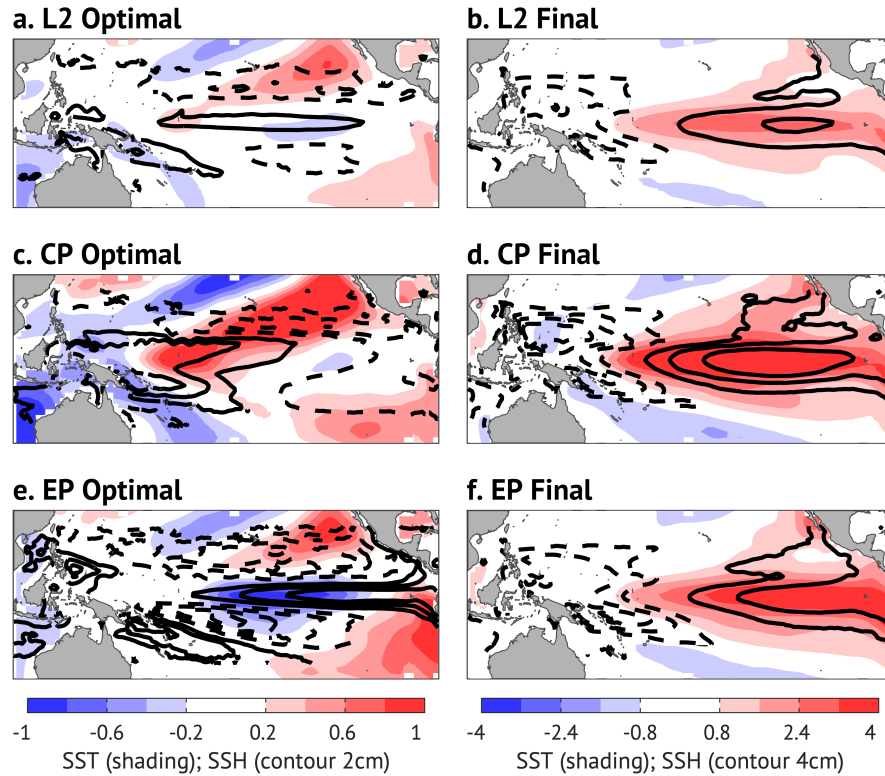 a. L2 Optimal
b. L2 Final
c. CP Optimal
d. CP Final
e. EP Optimal
f. EP Final
-1 -0.6 -0.2 0.2 0.6 1
-4 -2.4 -0.8 0.8 2.4 4
SST (shading); SSH (contour 2cm)
SST (shading); SSH (contour 4cm)